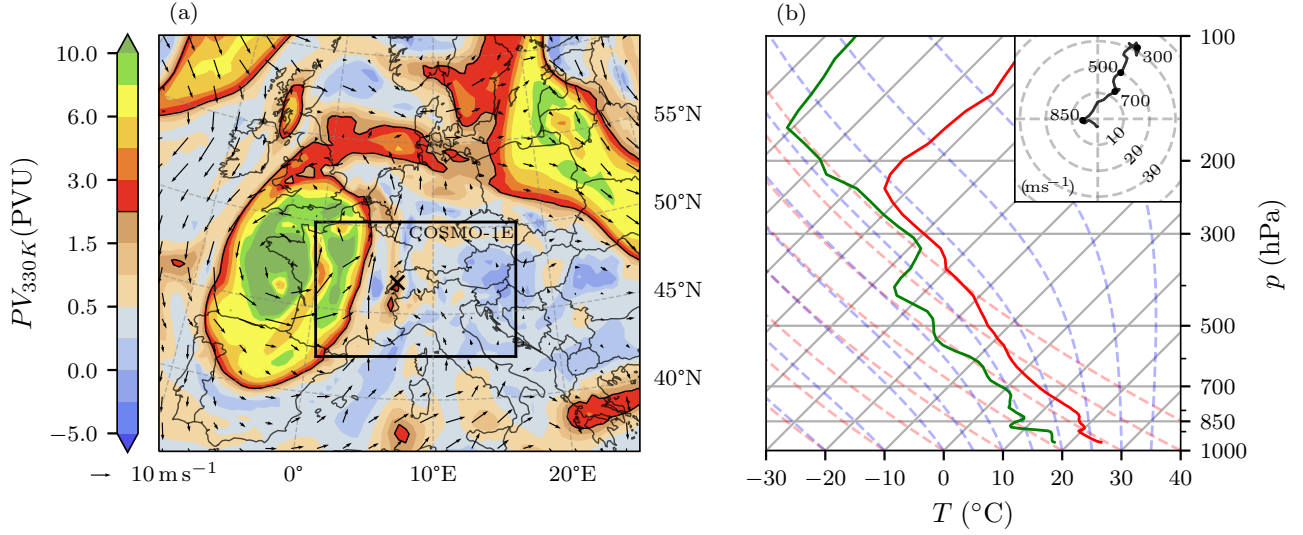 (a)
PV330K(PVU)
10.0
6.0
3.0
1.5
0.5
0.0
−5.0
→ 10 m s−1
COSMO-1E
0°
10°E
20°E
55°N
50°N
45°N
40°N
(b)
100
200
300
500
700
850
1000
p (hPa)
−30
−20
−10
0
10
20
30
40
T (°C)
300
500
700
850
10
20
30
(ms−1)